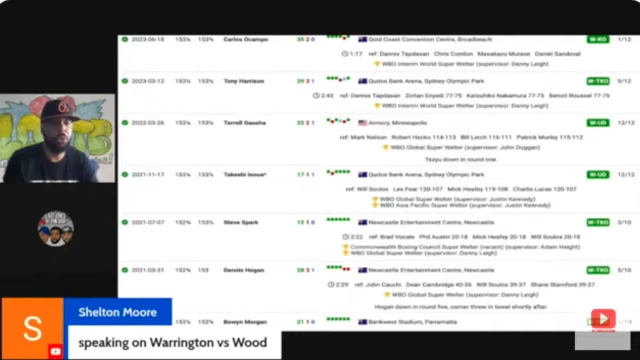 2023-06-18 153¾ 153½ Carlos Ocampo 35 2 0 Gold Coast Convention Centre, Broadbeach W-KO 1/12
1:17 ref: Danrex Tapdasan Chris Condon Masakazu Murase Daniel Sandoval
WBO Interim World Super Welter (supervisor: Danny Leigh)
2023-03-12 153¾ 153¾ Tony Harrison 29 3 1 Qudos Bank Arena, Sydney Olympic Park W-TKO 9/12
2:43 ref: Danrex Tapdasan Zoltan Enyedi 77-75 Katsuhiko Nakamura 77-75 Benoit Roussel 77-75
WBO Interim World Super Welter (supervisor: Danny Leigh)
2022-03-26 Terrell Gausha 22 2 1 Armory, Minneapolis W-UD 12/12
ref: Mark Nelson Robert Hecko 114-113 Bill Lerch 116-111 Patrick Morley 115-112
WBO Global Super Welter (supervisor: John Duggan)
Tszyu down in round one.
2021-11-17 Takeshi Inoue* 17 1 1 Qudos Bank Arena, Sydney Olympic Park W-UD 12/12
ref: Will Soulos Les Fear 120-107 Mick Heafey 119-108 Charlie Lucas 120-107
WBO Global Super Welter (supervisor: Justin Kennedy)
WBO Asia Pacific Super Welter (supervisor: Justin Kennedy)
2021-07-07 Steve Spark 12 1 0 Newcastle Entertainment Centre, Newcastle W-TKO 3/10
2:22 ref: Brad Vocale Phil Austin 20-18 Mick Heafey 20-18 Will Soulos 20-18
Commonwealth Boxing Council Super Welter (vacant) (supervisor: Adam Height)
WBO Global Super Welter (supervisor: Danny Leigh)
2021-03-31 153 Dennis Hogan 28 3 1 Newcastle Entertainment Centre, Newcastle W-TKO 5/10
2:29 ref: John Cauchi Dean Cambridge 40-36 Will Soulos 39-37 Shane Stamford 39-37
WBO Global Super Welter (supervisor: Danny Leigh)
Hogan down in round five, corner threw in towel shortly after.
Bowyn Morgan 21 1 0 Bankwest Stadium, Parramatta
S
Shelton Moore
speaking on Warrington vs Wood